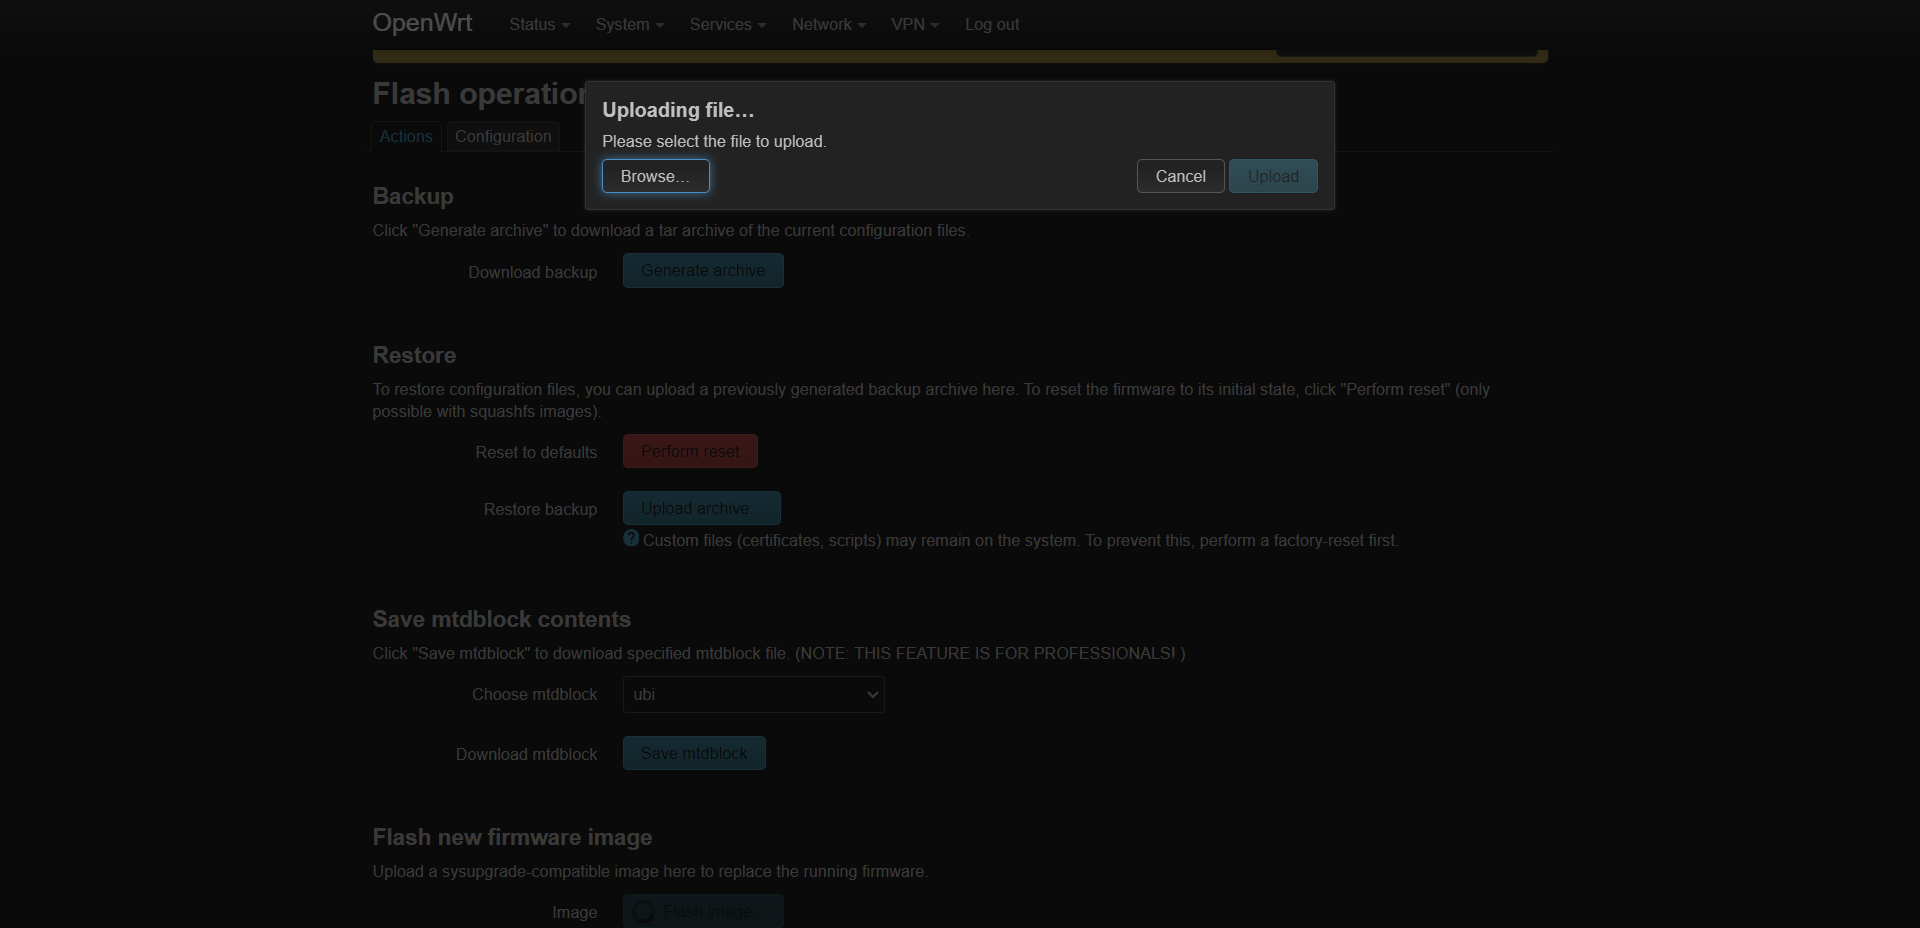 OpenWrt Status System Services Network VPN Log out
Flash operation
Actions Configuration
Uploading file…
Please select the file to upload.
Browse… Cancel Upload
Backup
Click "Generate archive" to download a tar archive of the current configuration files.
Download backup Generate archive
Restore
To restore configuration files, you can upload a previously generated backup archive here. To reset the firmware to its initial state, click "Perform reset" (only
possible with squashfs images).
Reset to defaults Perform reset
Restore backup Upload archive...
? Custom files (certificates, scripts) may remain on the system. To prevent this, perform a factory-reset first.
Save mtdblock contents
Click "Save mtdblock" to download specified mtdblock file. (NOTE: THIS FEATURE IS FOR PROFESSIONALS! )
Choose mtdblock ubi
Download mtdblock Save mtdblock
Flash new firmware image
Upload a sysupgrade-compatible image here to replace the running firmware.
Image Flash image...